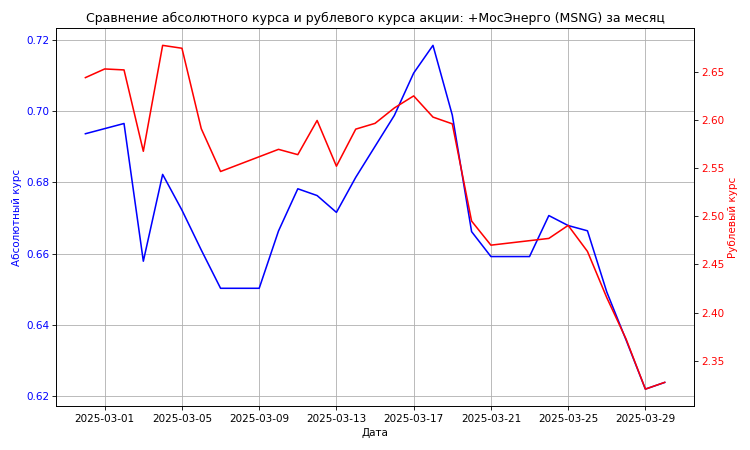 Сравнение абсолютного курса и рублевого курса акции: +МосЭнерго (MSNG) за месяц
Абсолютный курс
0.72
0.70
0.68
0.66
0.64
0.62
2.65
2.60
2.55
2.50
2.45
2.40
2.35
Рублевый курс
2025-03-01 2025-03-05 2025-03-09 2025-03-13 2025-03-17 2025-03-21 2025-03-25 2025-03-29
Дата